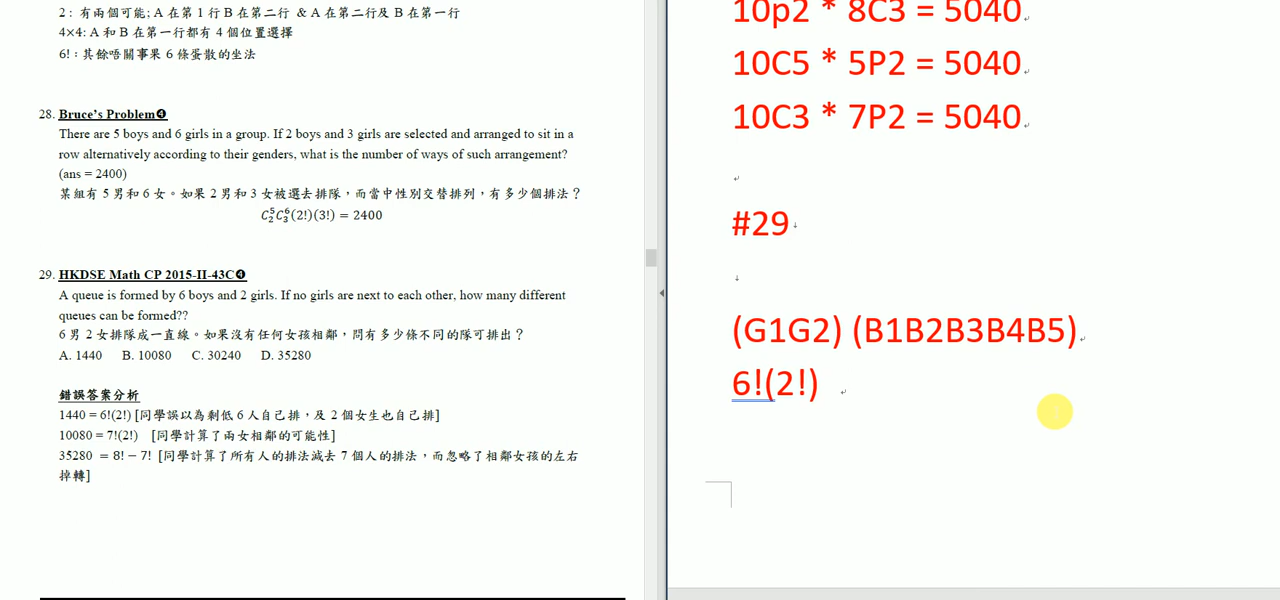 2 : 有兩個可能; A 在第 1 行 B 在第二行 & A 在第二行及 B 在第一行
4×4: A 和 B 在第一行都有 4 個位置選擇
6! : 其餘唔關事果 6 條蛋散的坐法
28. Bruce's Problem❹
There are 5 boys and 6 girls in a group. If 2 boys and 3 girls are selected and arranged to sit in a
row alternatively according to their genders, what is the number of ways of such arrangement?
(ans = 2400)
某組有 5 男和 6 女。如果 2 男和 3 女被選去排隊，而當中性別交替排列，有多少個排法？
C₂⁵C₃⁶(2!)(3!) = 2400
29. HKDSE Math CP 2015-II-43C❹
A queue is formed by 6 boys and 2 girls. If no girls are next to each other, how many different
queues can be formed??
6 男 2 女排隊成一直線。如果沒有任何女孩相鄰，問有多少條不同的隊可排出？
A. 1440 B. 10080 C. 30240 D. 35280
錯誤答案分析
1440 = 6!(2!) [同學誤以為剩低 6 人自己排，及 2 個女生也自己排]
10080 = 7!(2!) [同學計算了兩女相鄰的可能性]
35280 = 8! − 7! [同學計算了所有人的排法減去 7 個人的排法，而忽略了相鄰女孩的左右
掉轉]
10p2 * 8C3 = 5040
10C5 * 5P2 = 5040
10C3 * 7P2 = 5040
#29
(G1G2) (B1B2B3B4B5)
6!(2!)